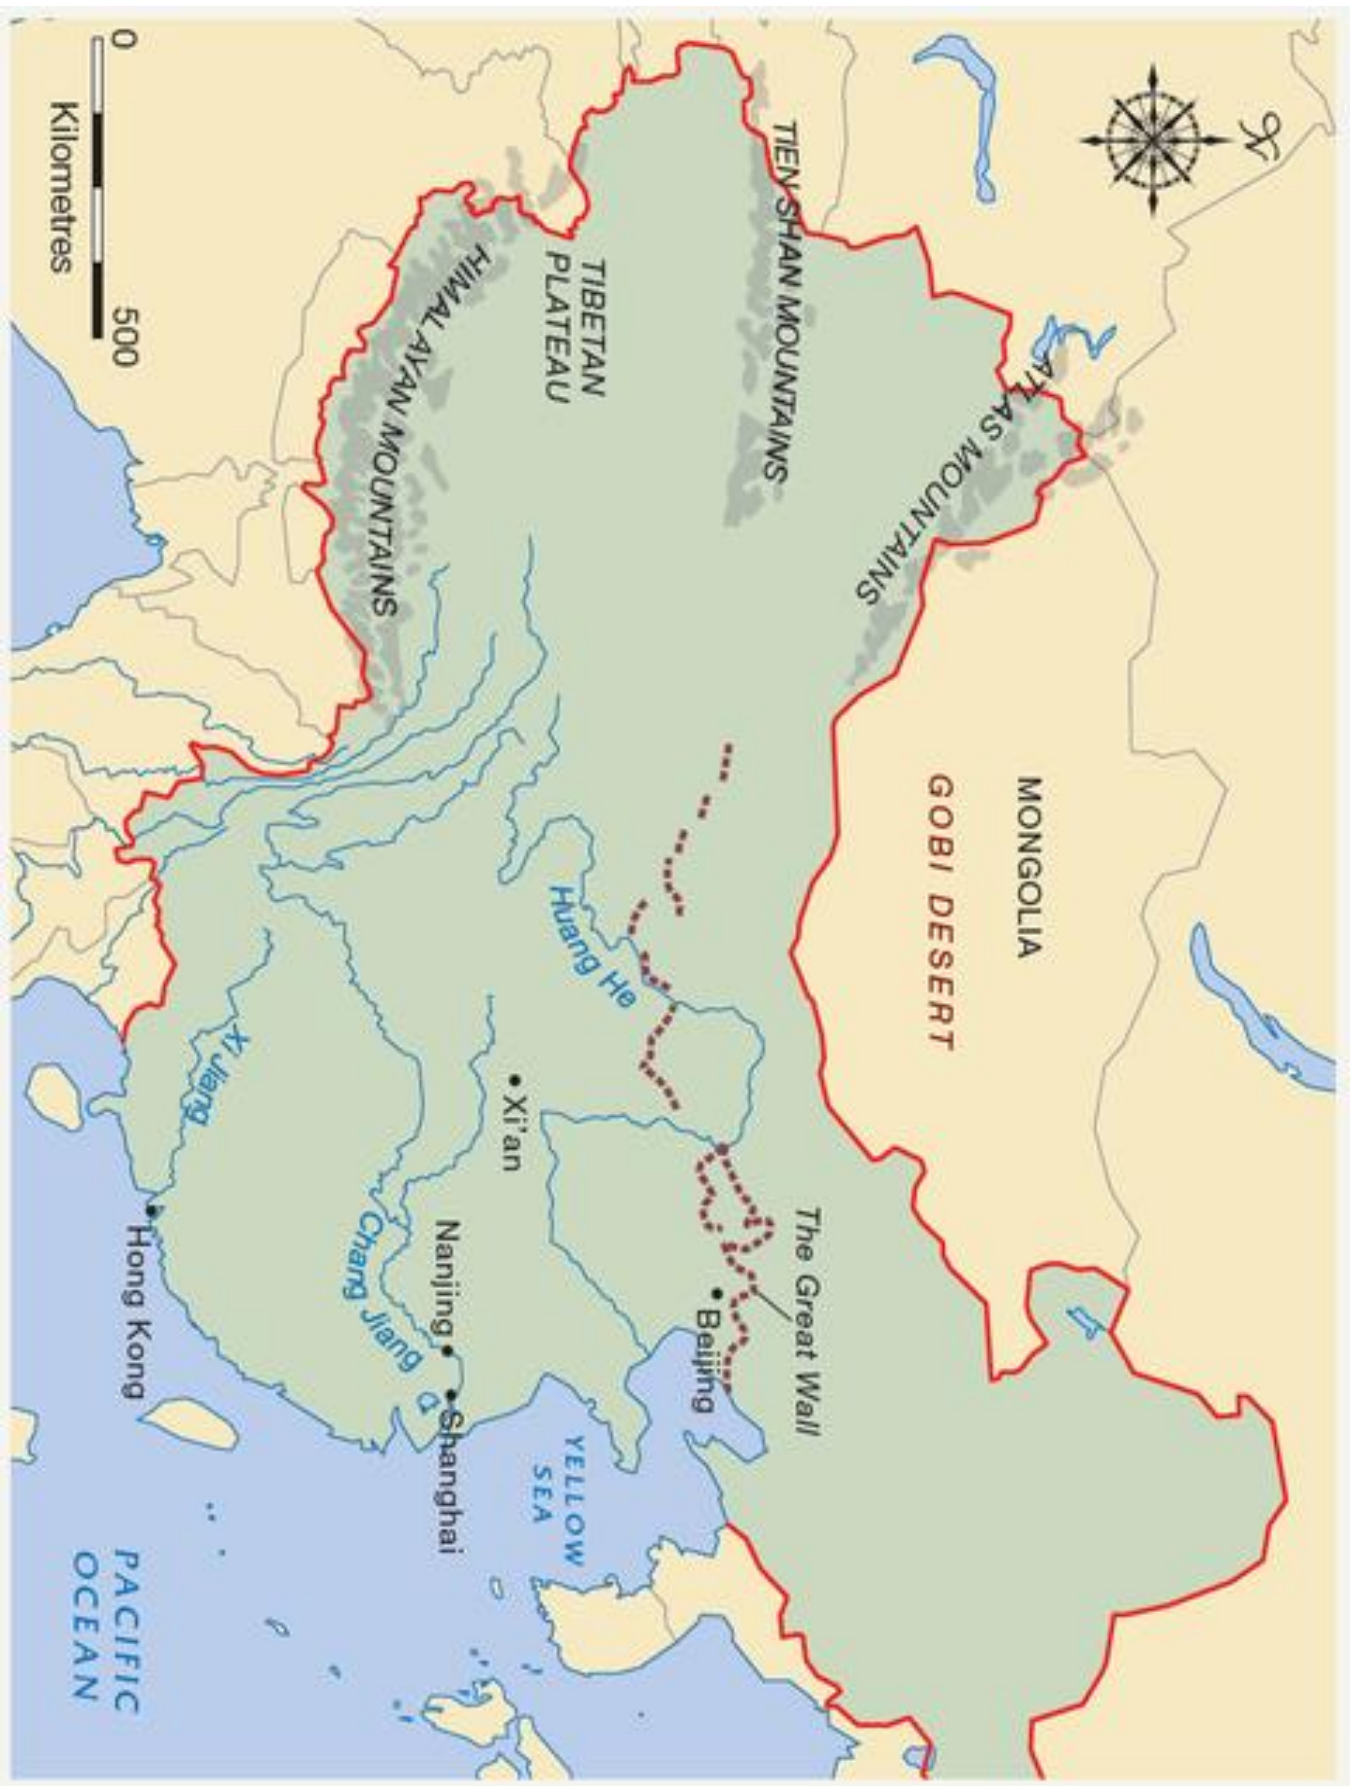 TIEN SHAN MOUNTAINS
ATLAS MOUNTAINS
MONGOLIA
GOBI DESERT
TIBETAN
PLATEAU
HIMALAYAN MOUNTAINS
The Great Wall
Beijing
Huang He
Xi'an
YELLOW
SEA
Nanjing
Shanghai
Chang Jiang
Xi Jiang
Hong Kong
PACIFIC
OCEAN
0 500
Kilometres